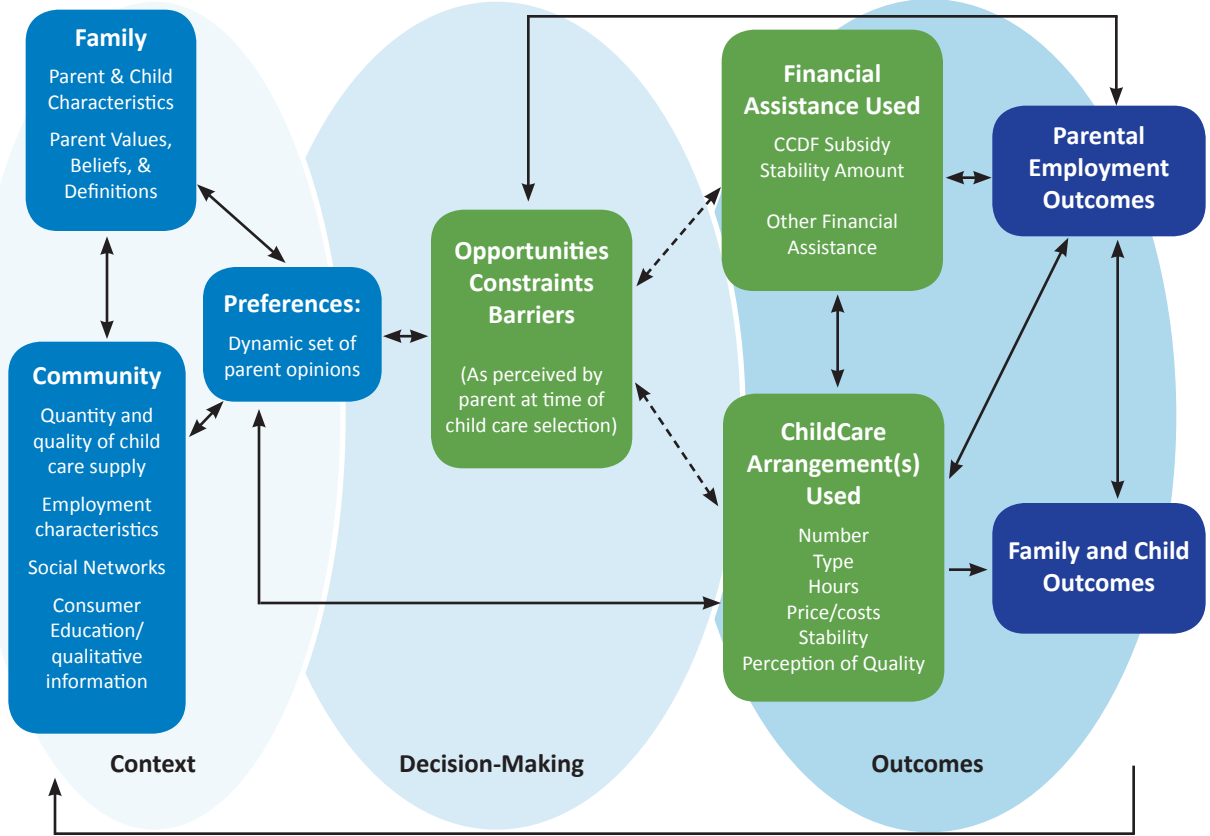 Family
Parent & Child
Characteristics
Parent Values,
Beliefs, &
Definitions
Community
Quantity and
quality of child
care supply
Employment
characteristics
Social Networks
Consumer
Education/
qualitative
information
Preferences:
Dynamic set of
parent opinions
Opportunities
Constraints
Barriers
(As perceived by
parent at time of
child care selection)
Financial
Assistance Used
CCDF Subsidy
Stability Amount
Other Financial
Assistance
ChildCare
Arrangement(s)
Used
Number
Type
Hours
Price/costs
Stability
Perception of Quality
Parental
Employment
Outcomes
Family and Child
Outcomes
Context
Decision-Making
Outcomes